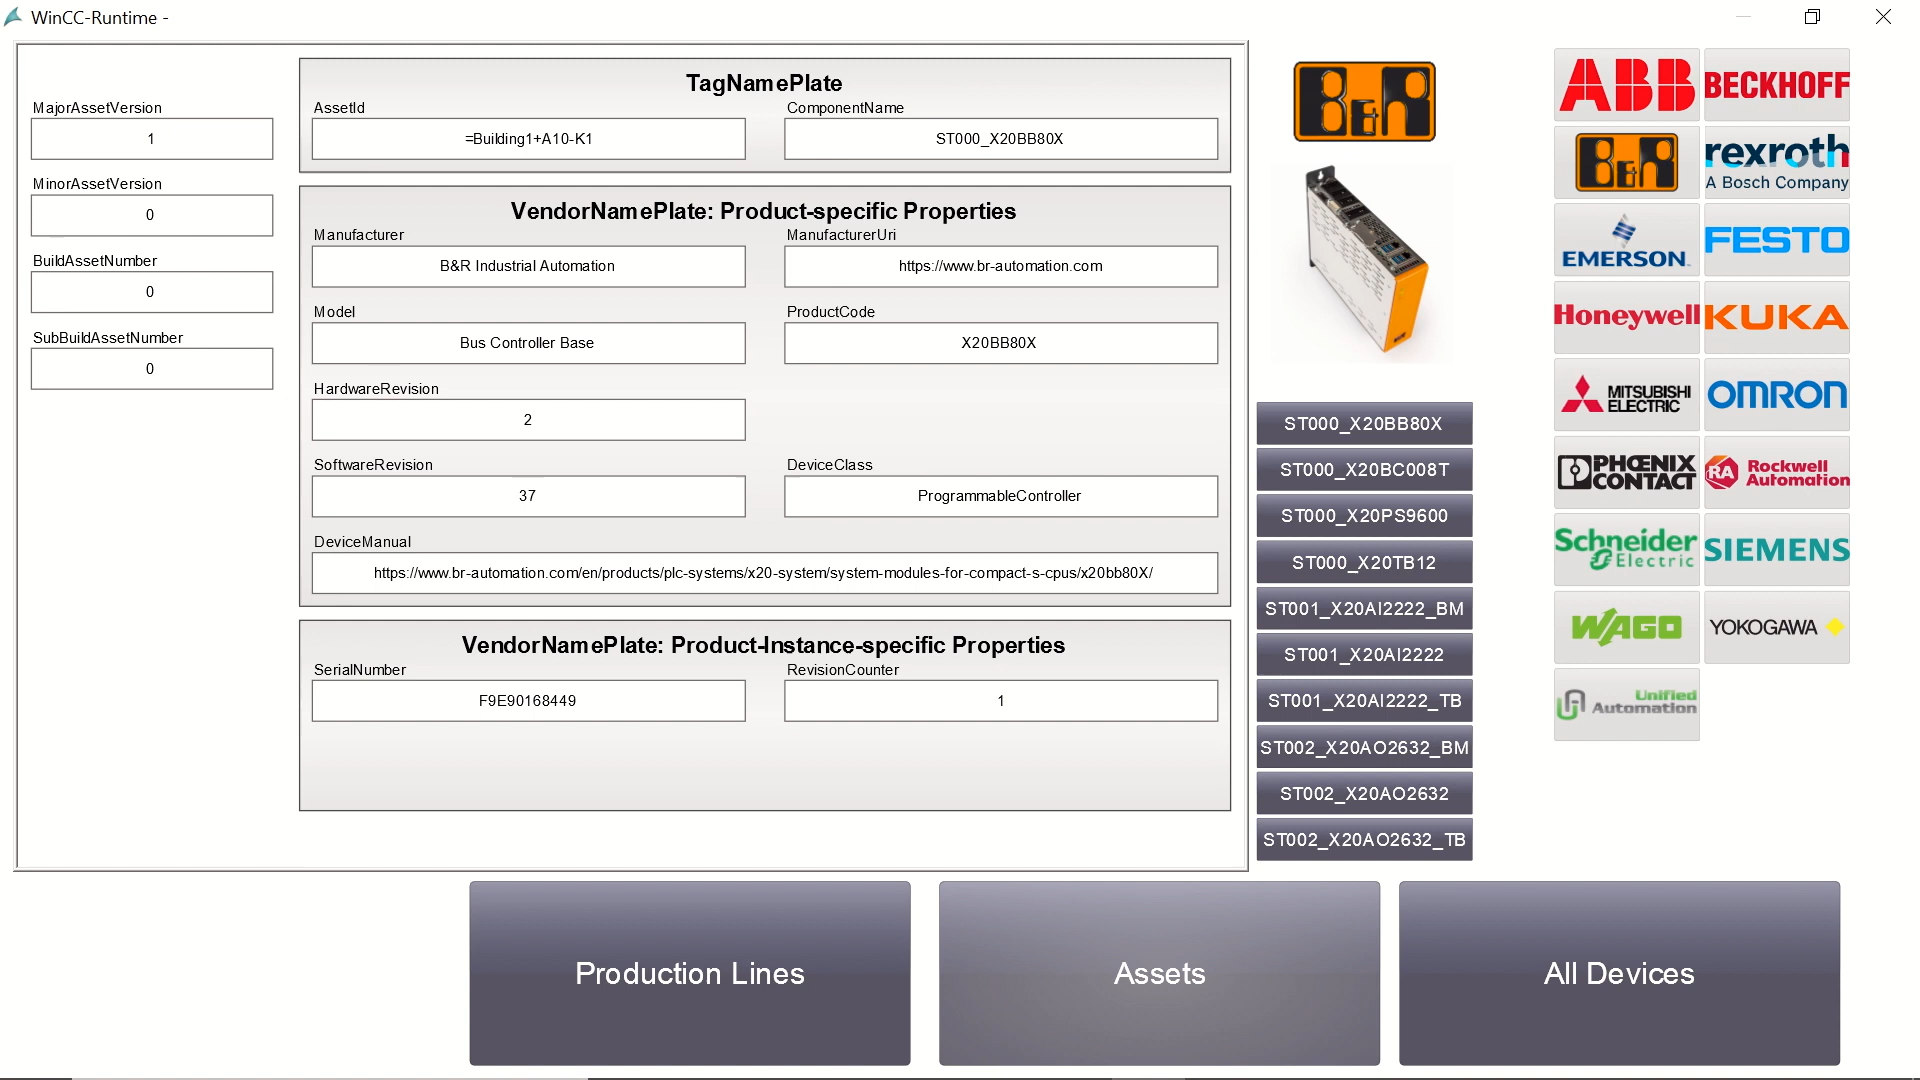 WinCC-Runtime -
MajorAssetVersion
1
MinorAssetVersion
0
BuildAssetNumber
0
SubBuildAssetNumber
0
TagNamePlate
AssetId
=Building1+A10-K1
ComponentName
ST000_X20BB80X
VendorNamePlate: Product-specific Properties
Manufacturer
B&R Industrial Automation
ManufacturerUri
https://www.br-automation.com
Model
Bus Controller Base
ProductCode
X20BB80X
HardwareRevision
2
SoftwareRevision
37
DeviceClass
ProgrammableController
DeviceManual
https://www.br-automation.com/en/products/plc-systems/x20-system/system-modules-for-compact-s-cpus/x20bb80X/
VendorNamePlate: Product-Instance-specific Properties
SerialNumber
F9E90168449
RevisionCounter
1
B&R
ST000_X20BB80X
ST000_X20BC008T
ST000_X20PS9600
ST000_X20TB12
ST001_X20AI2222_BM
ST001_X20AI2222
ST001_X20AI2222_TB
ST002_X20AO2632_BM
ST002_X20AO2632
ST002_X20AO2632_TB
ABB
BECKHOFF
B&R
rexroth
A Bosch Company
EMERSON
FESTO
Honeywell
KUKA
MITSUBISHI
ELECTRIC
OMRON
PHŒNIX
CONTACT
RA
Rockwell
Automation
Schneider
Electric
SIEMENS
WAGO
YOKOGAWA
Unified
Automation
Production Lines
Assets
All Devices